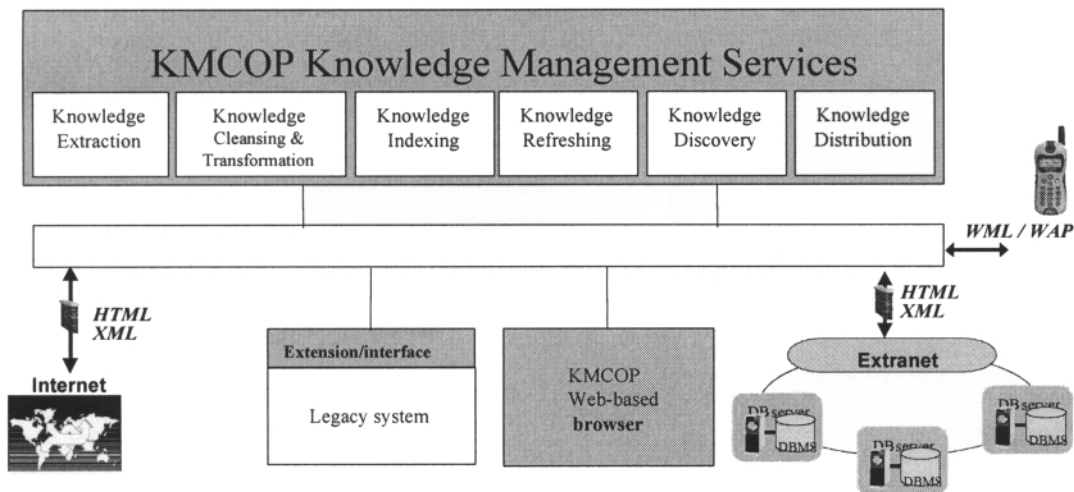 KMCOP Knowledge Management Services
Knowledge
Extraction
Knowledge
Cleansing &
Transformation
Knowledge
Indexing
Knowledge
Refreshing
Knowledge
Discovery
Knowledge
Distribution
WML / WAP
HTML
XML
HTML
XML
Internet
Extension/interface
Legacy system
KMCOP
Web-based
browser
Extranet
DB server
DBMS
DB server
DBMS
DB server
DBMS